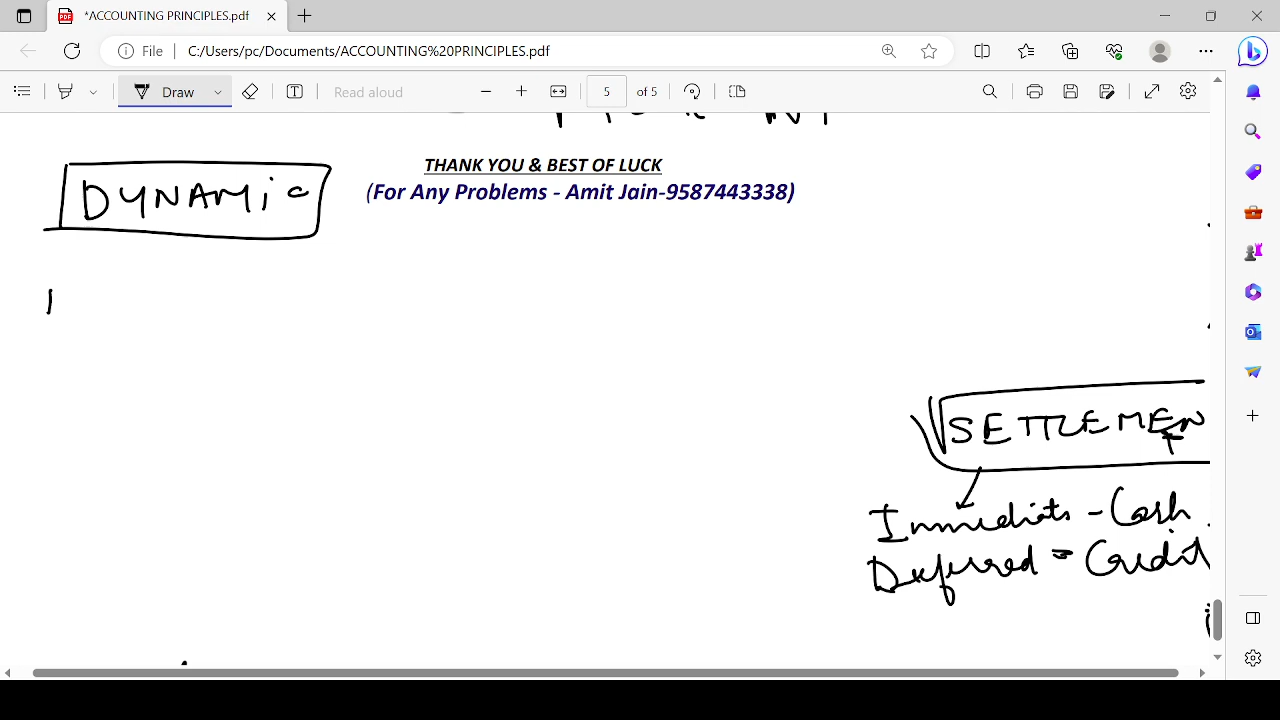 *ACCOUNTING PRINCIPLES.pdf
File
C:/Users/pc/Documents/ACCOUNTING%20PRINCIPLES.pdf
Draw
Read aloud
5
of 5
THANK YOU & BEST OF LUCK
(For Any Problems - Amit Jain-9587443338)
DYNAMIC
SETTLEMENT
Immediate - Cash
Deferred = Credit